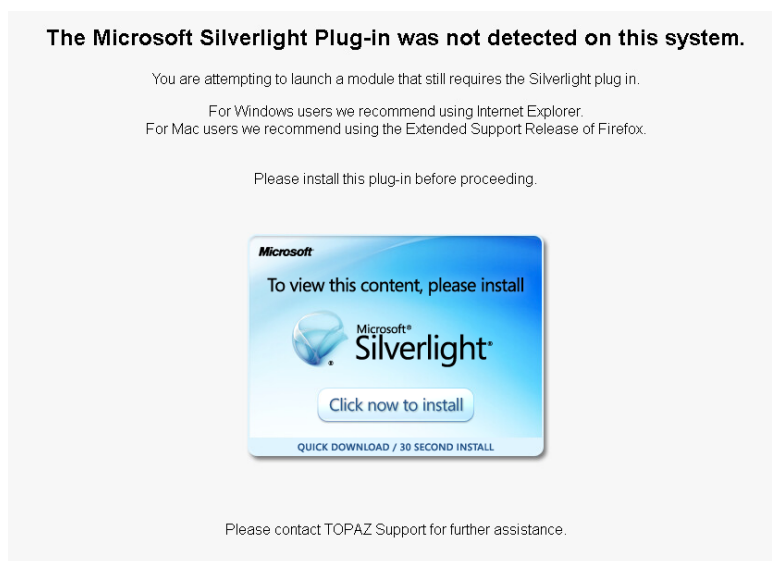 The Microsoft Silverlight Plug-in was not detected on this system.
You are attempting to launch a module that still requires the Silverlight plug in.
For Windows users we recommend using Internet Explorer.
For Mac users we recommend using the Extended Support Release of Firefox.
Please install this plug-in before proceeding.
Microsoft
To view this content, please install
Microsoft®
Silverlight®
Click now to install
QUICK DOWNLOAD / 30 SECOND INSTALL
Please contact TOPAZ Support for further assistance.